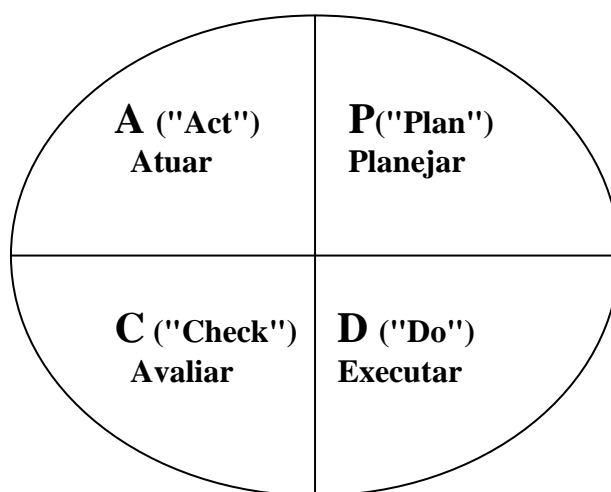 A ("Act")
Atuar
P("Plan")
Planejar
C ("Check")
Avaliar
D ("Do")
Executar